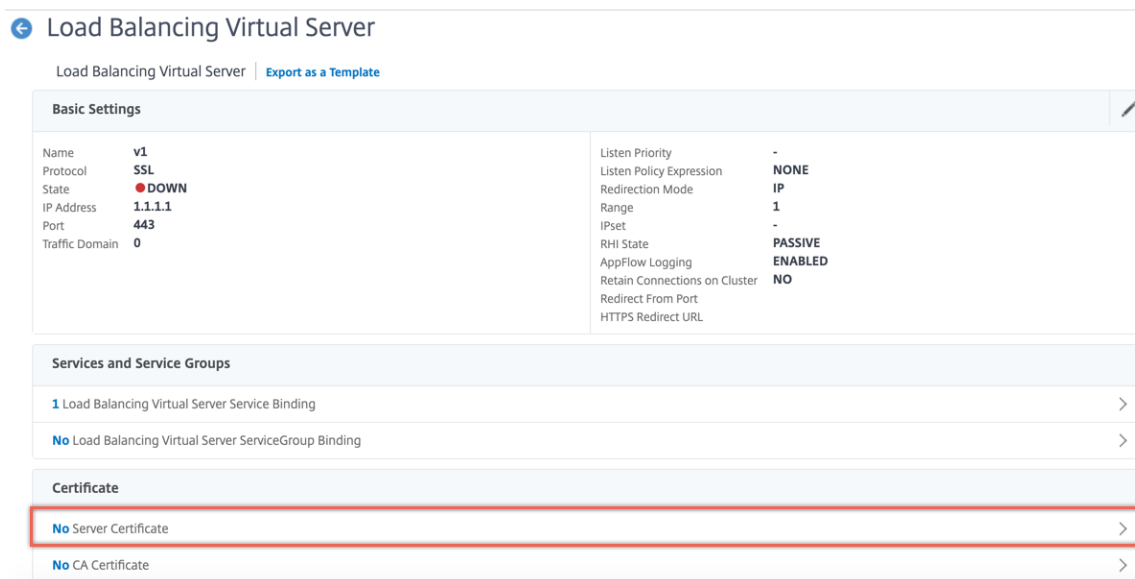 Load Balancing Virtual Server
Load Balancing Virtual Server Export as a Template
Basic Settings
Name v1
Protocol SSL
State DOWN
IP Address 1.1.1.1
Port 443
Traffic Domain 0
Listen Priority -
Listen Policy Expression NONE
Redirection Mode IP
Range 1
IPset -
RHI State PASSIVE
AppFlow Logging ENABLED
Retain Connections on Cluster NO
Redirect From Port
HTTPS Redirect URL
Services and Service Groups
1 Load Balancing Virtual Server Service Binding
No Load Balancing Virtual Server ServiceGroup Binding
Certificate
No Server Certificate
No CA Certificate